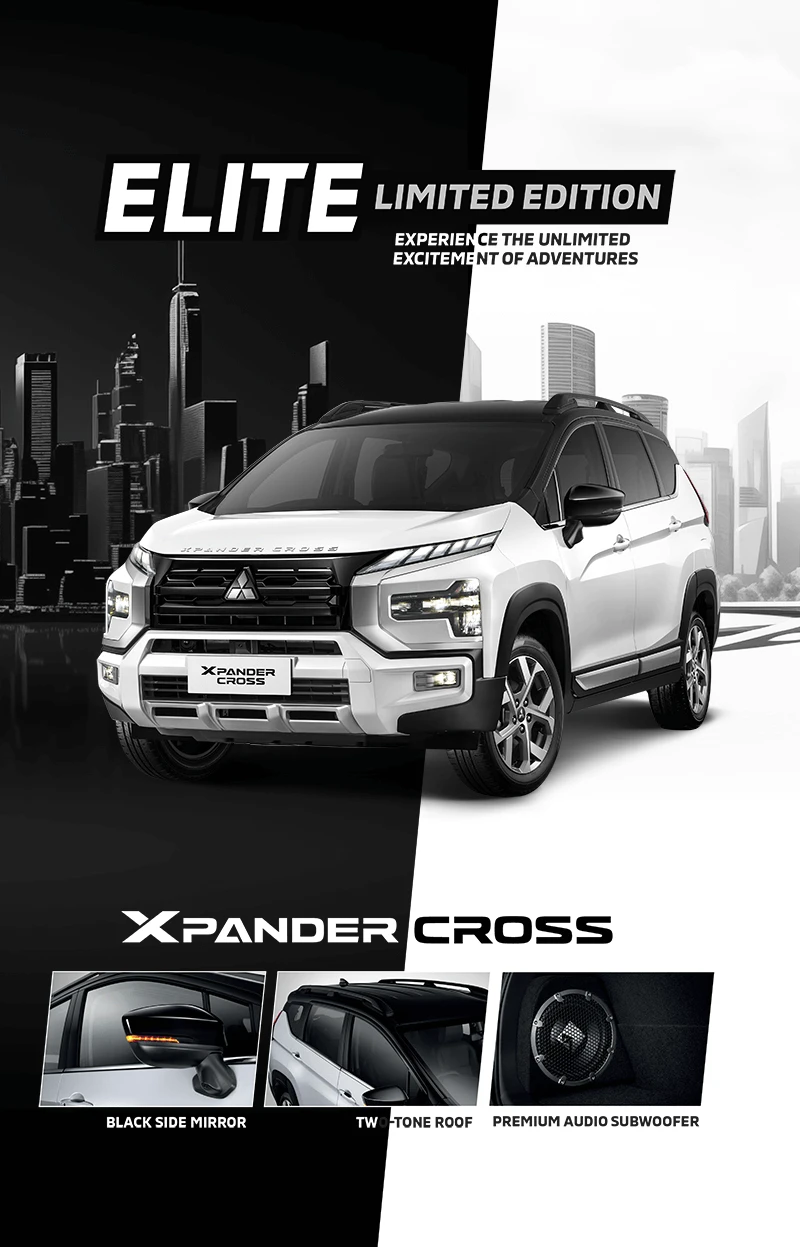 ELITE LIMITED EDITION
EXPERIENCE THE UNLIMITED
EXCITEMENT OF ADVENTURES
XPANDER CROSS
XPANDER
CROSS
XPANDER CROSS
BLACK SIDE MIRROR
TWO-TONE ROOF
PREMIUM AUDIO SUBWOOFER